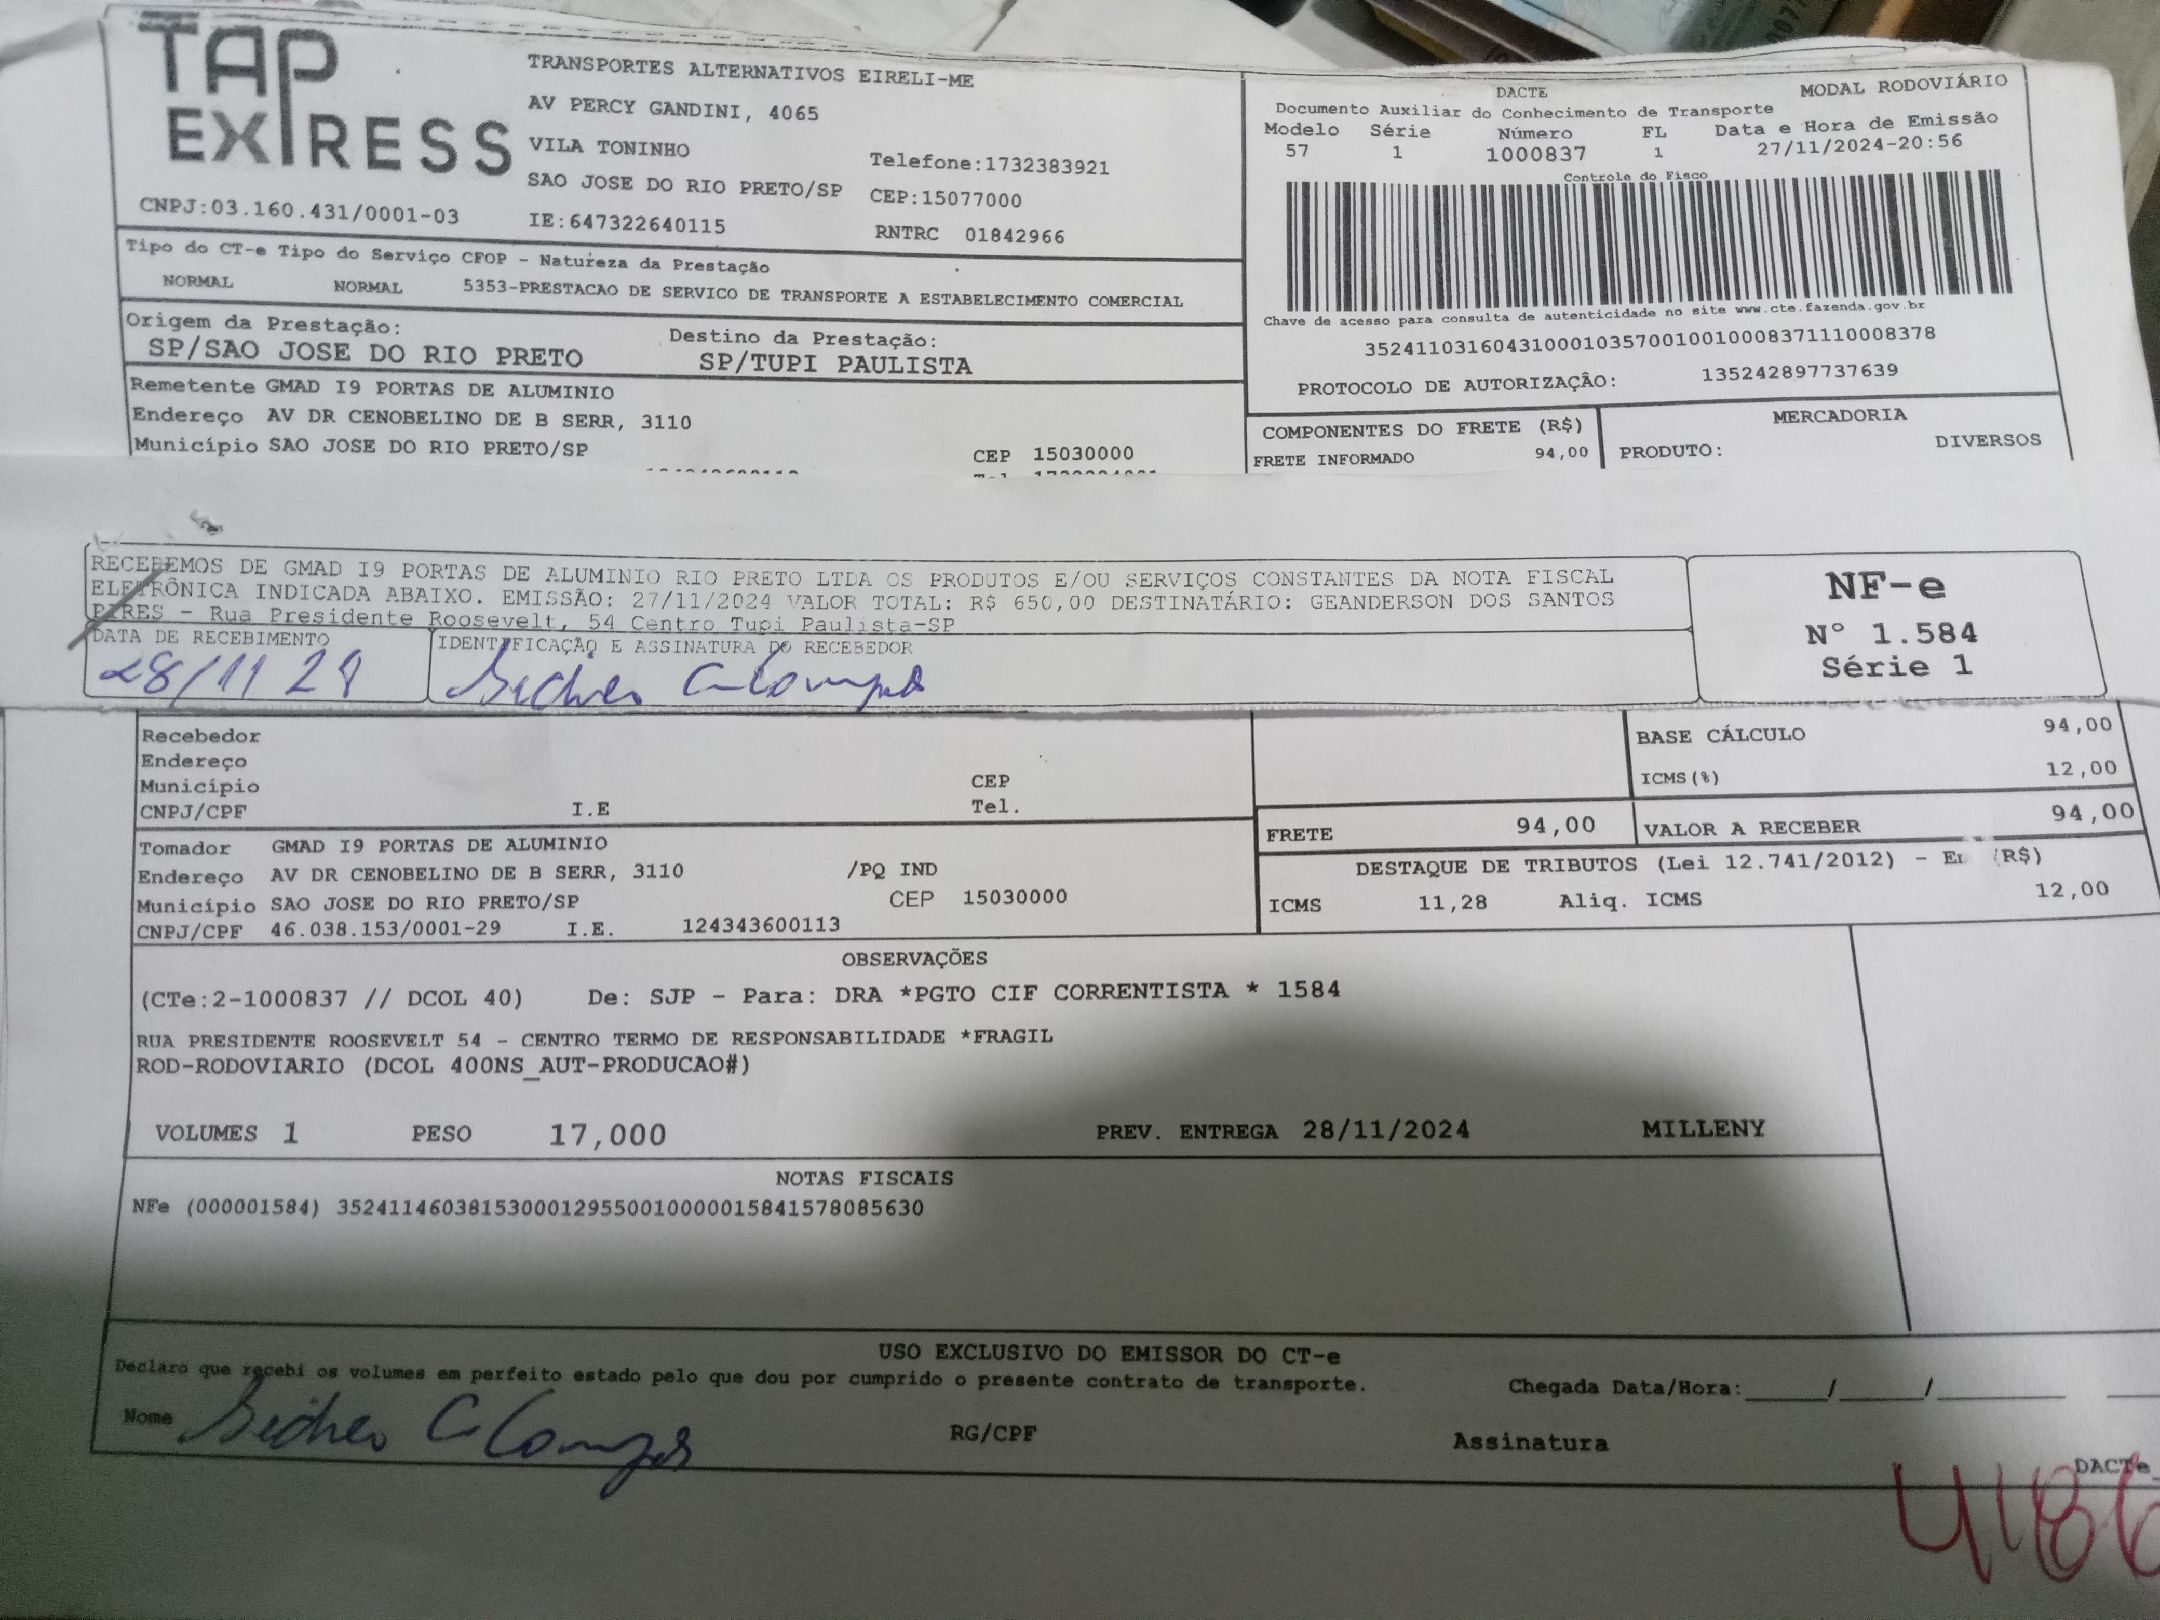 TAP EXPRESS
TRANSPORTES ALTERNATIVOS EIRELI-ME
AV PERCY GANDINI, 4065
VILA TONINHO Telefone:1732383921
SAO JOSE DO RIO PRETO/SP CEP:15077000
CNPJ:03.160.431/0001-03 IE:647322640115 RNTRC 01842966
DACTE MODAL RODOVIÁRIO
Documento Auxiliar do Conhecimento de Transporte
Modelo Série Número FL Data e Hora de Emissão
57 1 1000837 1 27/11/2024-20:56
Controle do Fisco
Chave de acesso para consulta de autenticidade no site www.cte.fazenda.gov.br
35241103160431000103570010010008371110008378
PROTOCOLO DE AUTORIZAÇÃO: 135242897737639
Tipo do CT-e Tipo do Serviço CFOP - Natureza da Prestação
NORMAL NORMAL 5353-PRESTACAO DE SERVICO DE TRANSPORTE A ESTABELECIMENTO COMERCIAL
Origem da Prestação: Destino da Prestação:
SP/SAO JOSE DO RIO PRETO SP/TUPI PAULISTA
Remetente GMAD I9 PORTAS DE ALUMINIO
Endereço AV DR CENOBELINO DE B SERR, 3110
Município SAO JOSE DO RIO PRETO/SP CEP 15030000
COMPONENTES DO FRETE (R$) MERCADORIA
FRETE INFORMADO 94,00 PRODUTO: DIVERSOS
RECEBEMOS DE GMAD I9 PORTAS DE ALUMINIO RIO PRETO LTDA OS PRODUTOS E/OU SERVIÇOS CONSTANTES DA NOTA FISCAL
ELETRÔNICA INDICADA ABAIXO. EMISSÃO: 27/11/2024 VALOR TOTAL: R$ 650,00 DESTINATÁRIO: GEANDERSON DOS SANTOS
PIRES - Rua Presidente Roosevelt, 54 Centro Tupi Paulista-SP
DATA DE RECEBIMENTO IDENTIFICAÇÃO E ASSINATURA DO RECEBEDOR
28/11 24
NF-e
Nº 1.584
Série 1
Recebedor
Endereço
Município CEP
CNPJ/CPF I.E Tel.
BASE CÁLCULO 94,00
ICMS(%) 12,00
FRETE 94,00 VALOR A RECEBER 94,00
Tomador GMAD I9 PORTAS DE ALUMINIO
Endereço AV DR CENOBELINO DE B SERR, 3110 /PQ IND
Município SAO JOSE DO RIO PRETO/SP CEP 15030000
CNPJ/CPF 46.038.153/0001-29 I.E. 124343600113
DESTAQUE DE TRIBUTOS (Lei 12.741/2012) - (R$)
ICMS 11,28 Aliq. ICMS 12,00
OBSERVAÇÕES
(CTe:2-1000837 // DCOL 40) De: SJP - Para: DRA *PGTO CIF CORRENTISTA * 1584
RUA PRESIDENTE ROOSEVELT 54 - CENTRO TERMO DE RESPONSABILIDADE *FRAGIL
ROD-RODOVIARIO (DCOL 400NS_AUT-PRODUCAO#)
VOLUMES 1 PESO 17,000 PREV. ENTREGA 28/11/2024 MILLENY
NOTAS FISCAIS
NFe (000001584) 35241146038153000129550010000015841578085630
USO EXCLUSIVO DO EMISSOR DO CT-e
Declaro que recebi os volumes em perfeito estado pelo que dou por cumprido o presente contrato de transporte. Chegada Data/Hora:____/____/____
Nome RG/CPF Assinatura
DACTe_